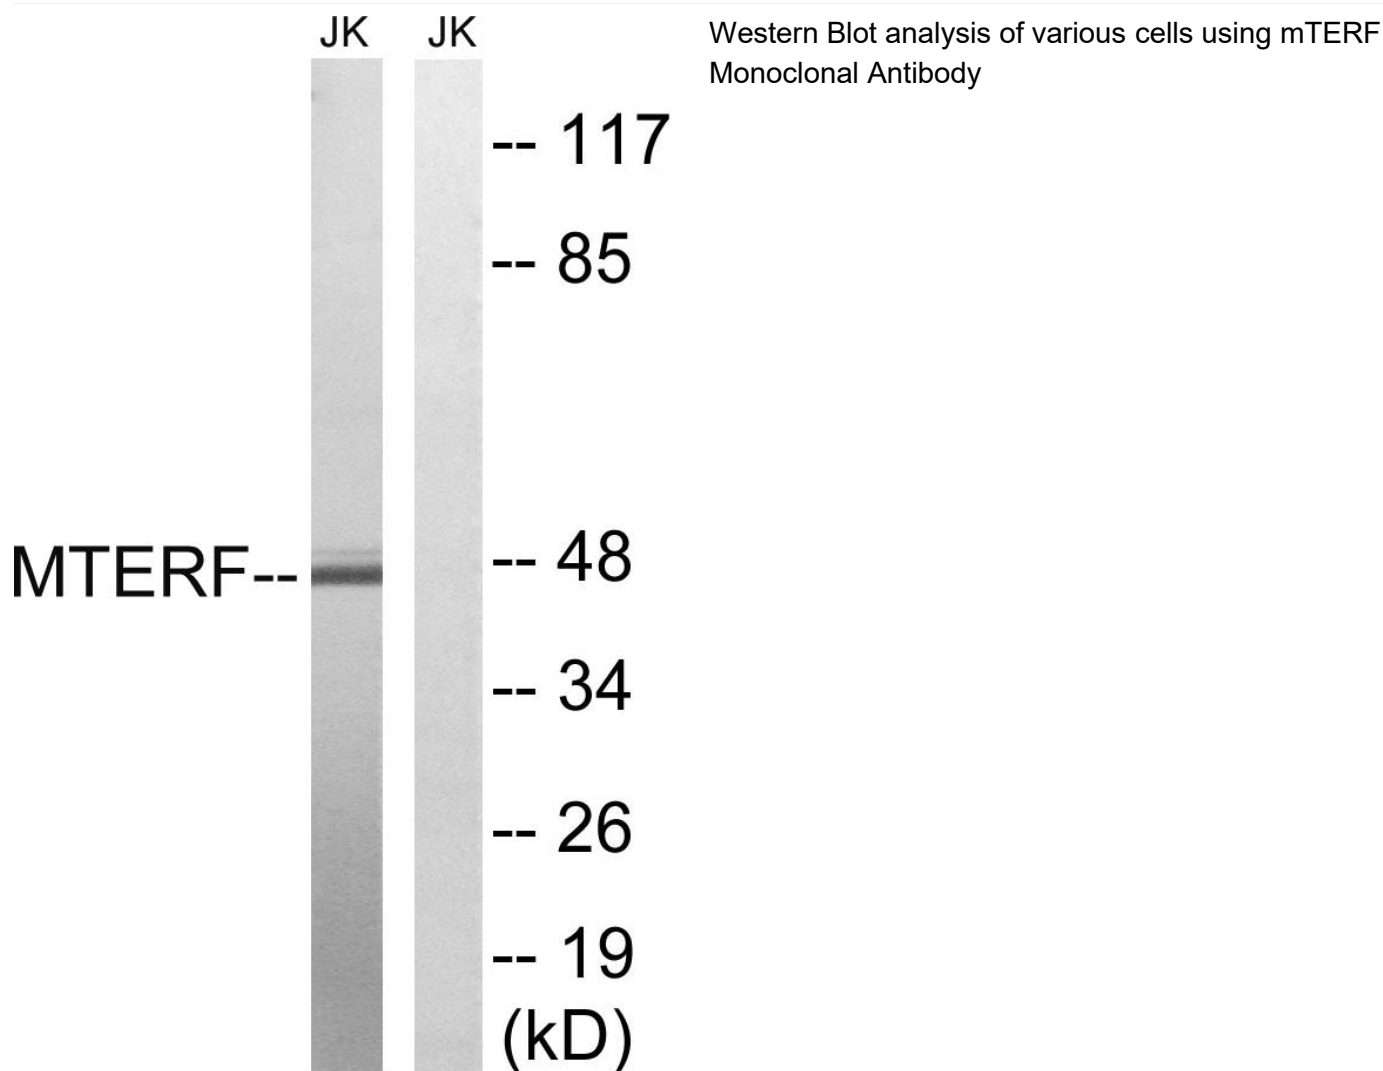 JK JK
Western Blot analysis of various cells using mTERF
Monoclonal Antibody
-- 117
-- 85
MTERF-- -- 48
-- 34
-- 26
-- 19
(kD)